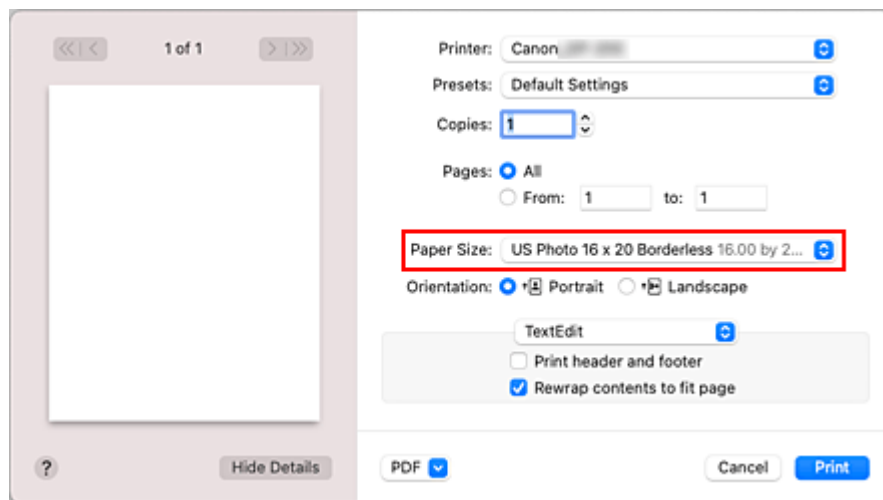 1 of 1
Printer: Canon
Presets: Default Settings
Copies: 1
Pages: All
From: 1 to: 1
Paper Size: US Photo 16 x 20 Borderless 16.00 by 2...
Orientation: Portrait Landscape
TextEdit
Print header and footer
Rewrap contents to fit page
? Hide Details PDF Cancel Print